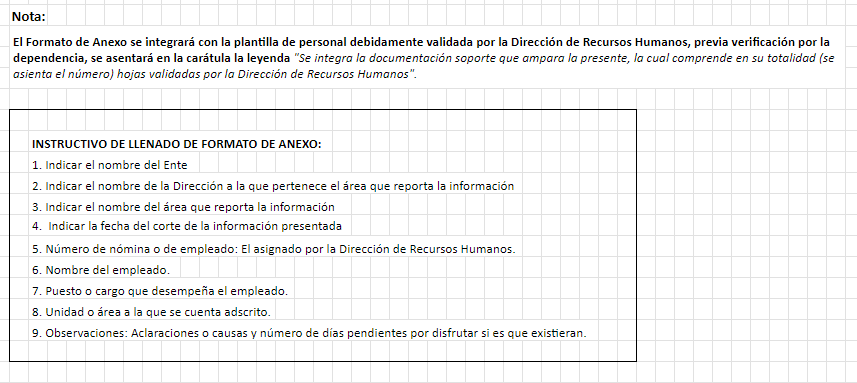 Nota:
El Formato de Anexo se integrará con la plantilla de personal debidamente validada por la Dirección de Recursos Humanos, previa verificación por la
dependencia, se asentará en la carátula la leyenda "Se integra la documentación soporte que ampara la presente, la cual comprende en su totalidad (se
asienta el número) hojas validadas por la Dirección de Recursos Humanos".
INSTRUCTIVO DE LLENADO DE FORMATO DE ANEXO:
1. Indicar el nombre del Ente
2. Indicar el nombre de la Dirección a la que pertenece el área que reporta la información
3. Indicar el nombre del área que reporta la información
4. Indicar la fecha del corte de la información presentada
5. Número de nómina o de empleado: El asignado por la Dirección de Recursos Humanos.
6. Nombre del empleado.
7. Puesto o cargo que desempeña el empleado.
8. Unidad o área a la que se cuenta adscrito.
9. Observaciones: Aclaraciones o causas y número de días pendientes por disfrutar si es que existieran.